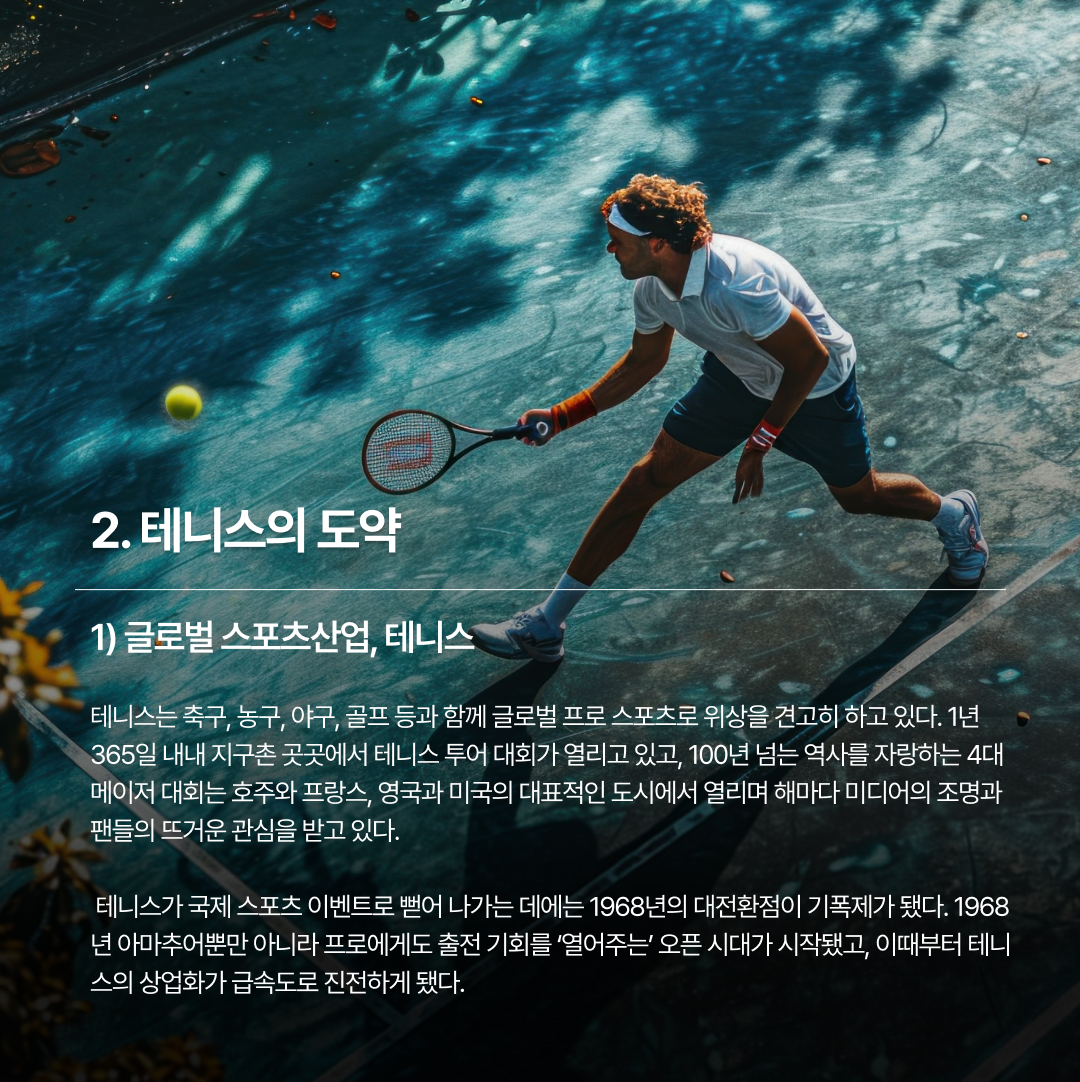 2. 테니스의 도약
1) 글로벌 스포츠산업, 테니스
테니스는 축구, 농구, 야구, 골프 등과 함께 글로벌 프로 스포츠로 위상을 견고히 하고 있다. 1년
365일 내내 지구촌 곳곳에서 테니스 투어 대회가 열리고 있고, 100년 넘는 역사를 자랑하는 4대
메이저 대회는 호주와 프랑스, 영국과 미국의 대표적인 도시에서 열리며 해마다 미디어의 조명과
팬들의 뜨거운 관심을 받고 있다.
테니스가 국제 스포츠 이벤트로 뻗어 나가는 데에는 1968년의 대전환점이 기폭제가 됐다. 1968
년 아마추어뿐만 아니라 프로에게도 출전 기회를 ‘열어주는’ 오픈 시대가 시작됐고, 이때부터 테니
스의 상업화가 급속도로 진전하게 됐다.